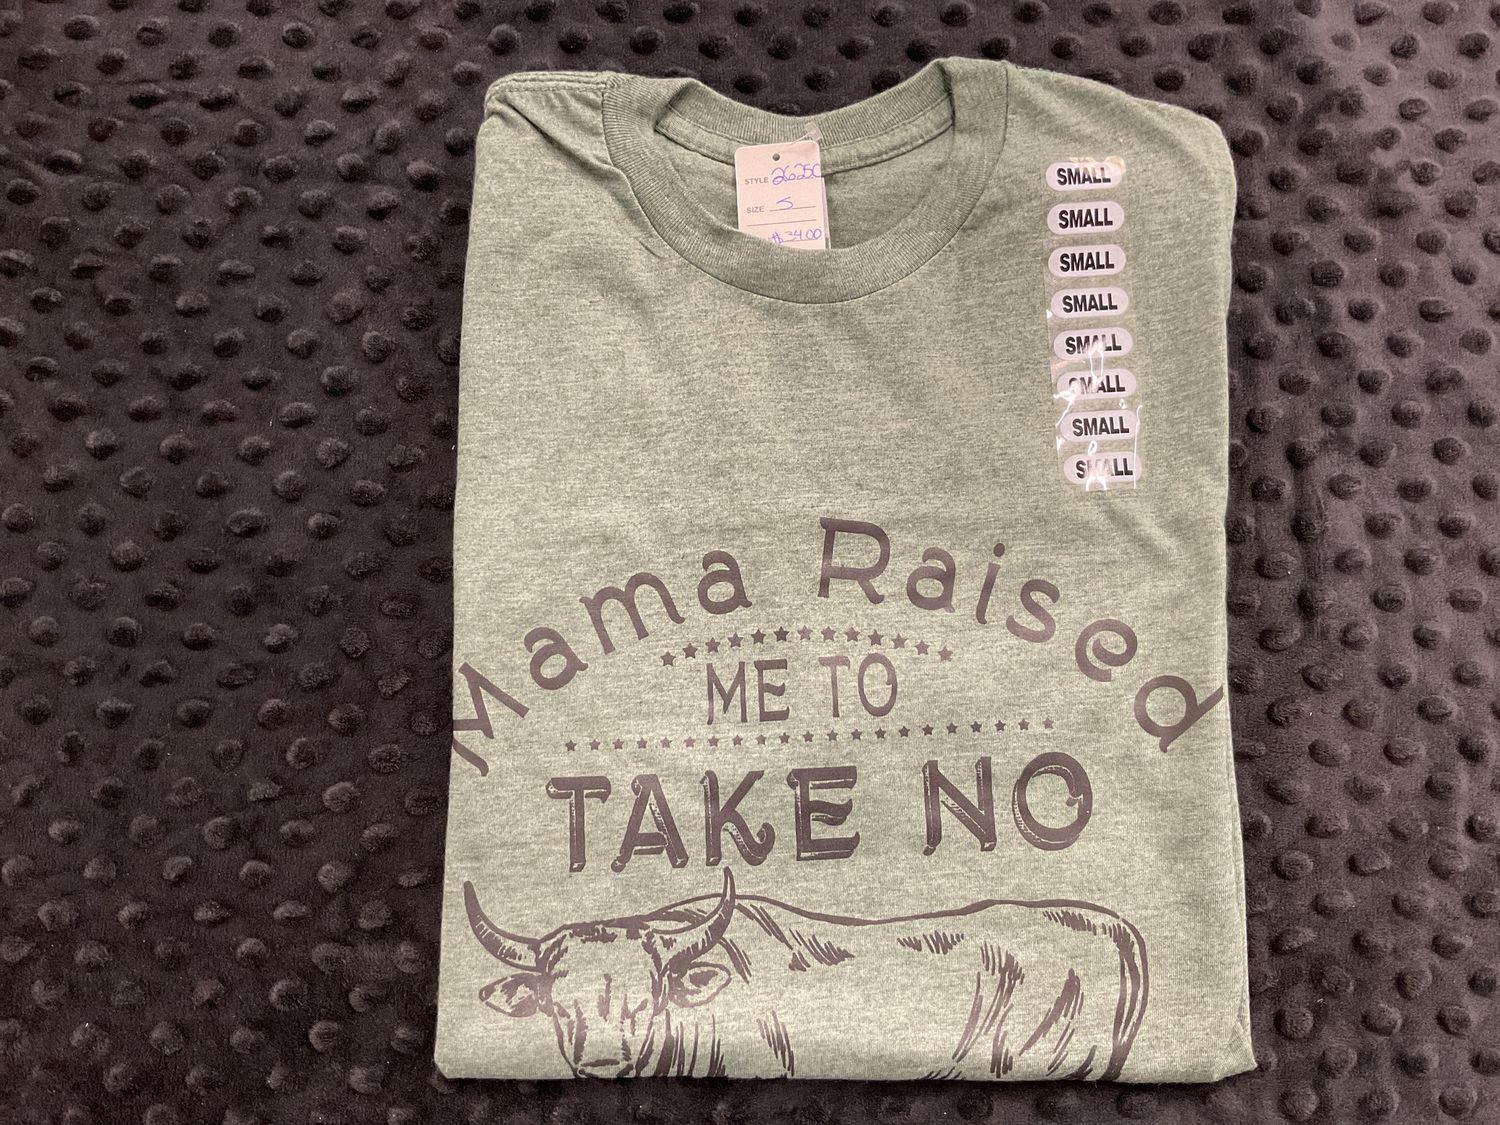 STYLE 2625C
SIZE S
$34.00
SMALL
SMALL
SMALL
SMALL
SMALL
SMALL
SMALL
SMALL
Mama Raised
ME TO
TAKE NO